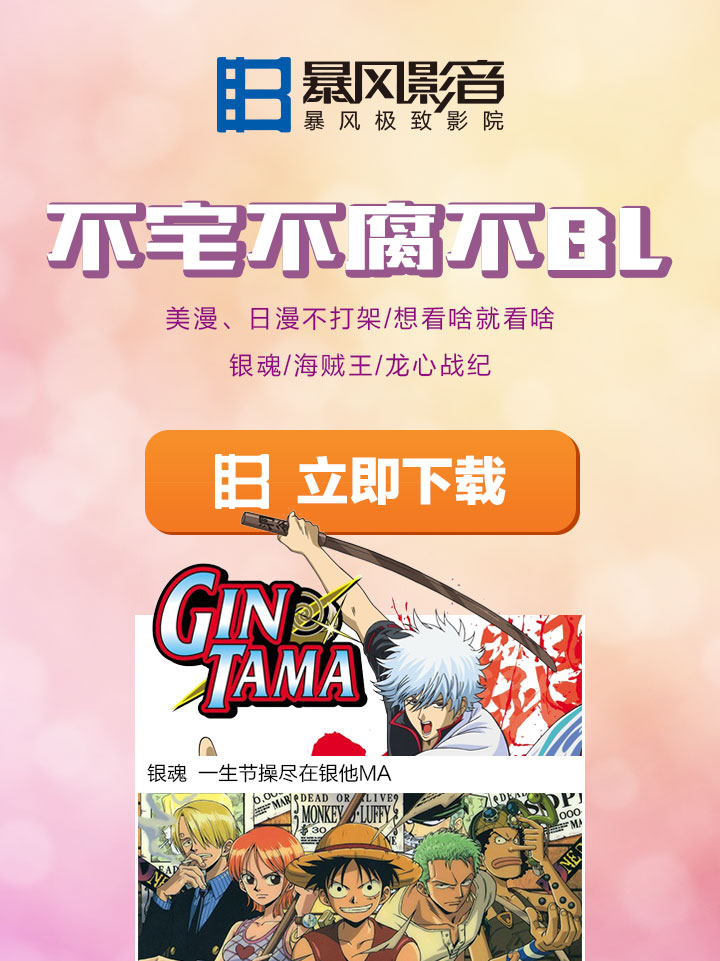 暴风影音
暴风极致影院
不宅不腐不BL
美漫、日漫不打架/想看啥就看啥
银魂/海贼王/龙心战纪
立即下载
GIN
TAMA
银魂 一生节操尽在银他MA
DEAD OR ALIVE
MONKEY·D·LUFFY